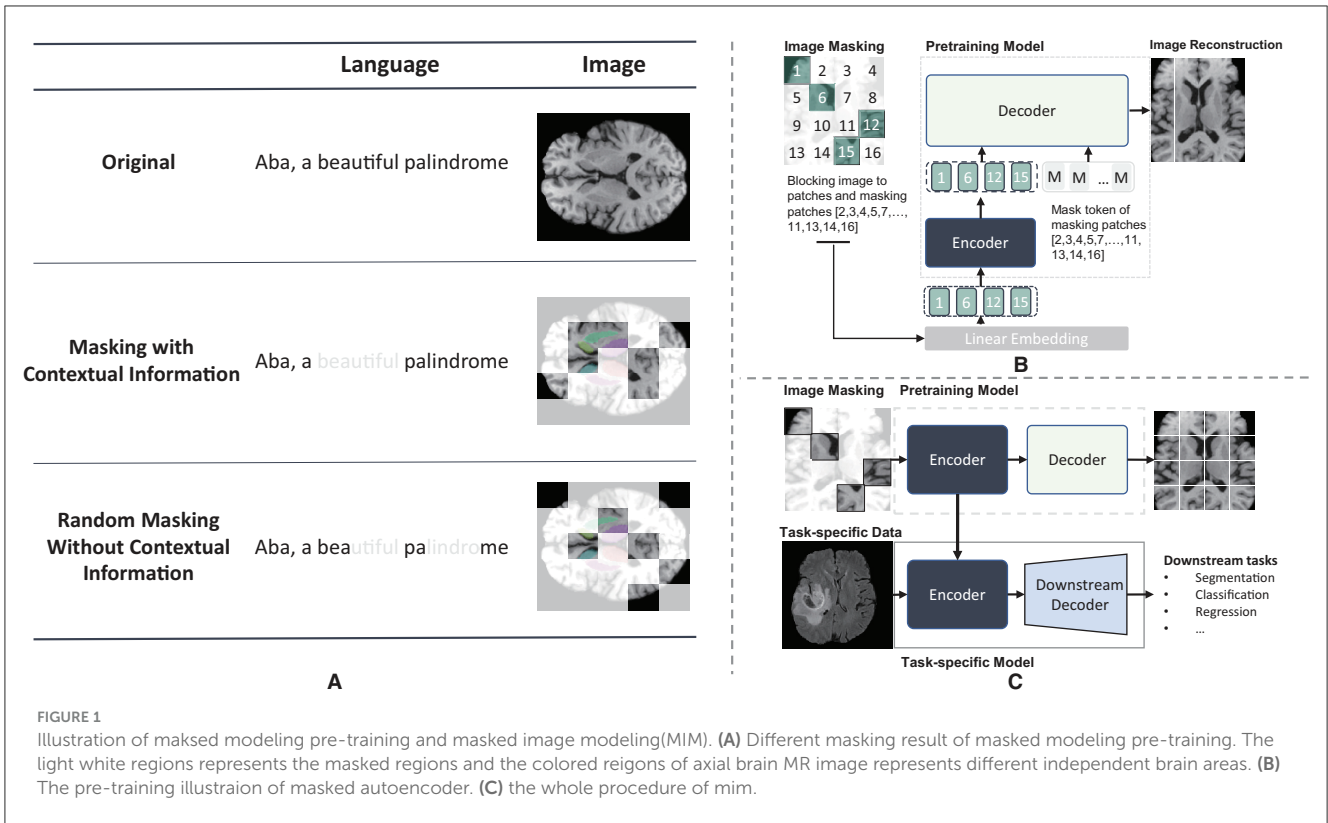 Language Image
Original Aba, a beautiful palindrome
Masking with
Contextual Information Aba, a beautiful palindrome
Random Masking
Without Contextual
Information Aba, a beautiful palindrome
A
Image Masking Pretraining Model Image Reconstruction
1 2 3 4
5 6 7 8
9 10 11 12
13 14 15 16
Decoder
Blocking image to
patches and masking
patches [2,3,4,5,7,...,
11,13,14,16]
1 6 12 15 M M ... M
Mask token of
masking patches
[2,3,4,5,7,...,11,
13,14,16]
Encoder
1 6 12 15
Linear Embedding
B
Image Masking Pretraining Model
Encoder Decoder
Task-specific Data
Encoder Downstream
Decoder
Downstream tasks
• Segmentation
• Classification
• Regression
• ...
Task-specific Model
C
FIGURE 1
Illustration of maksed modeling pre-training and masked image modeling(MIM). (A) Different masking result of masked modeling pre-training. The
light white regions represents the masked regions and the colored reigons of axial brain MR image represents different independent brain areas. (B)
The pre-training illustraion of masked autoencoder. (C) the whole procedure of mim.